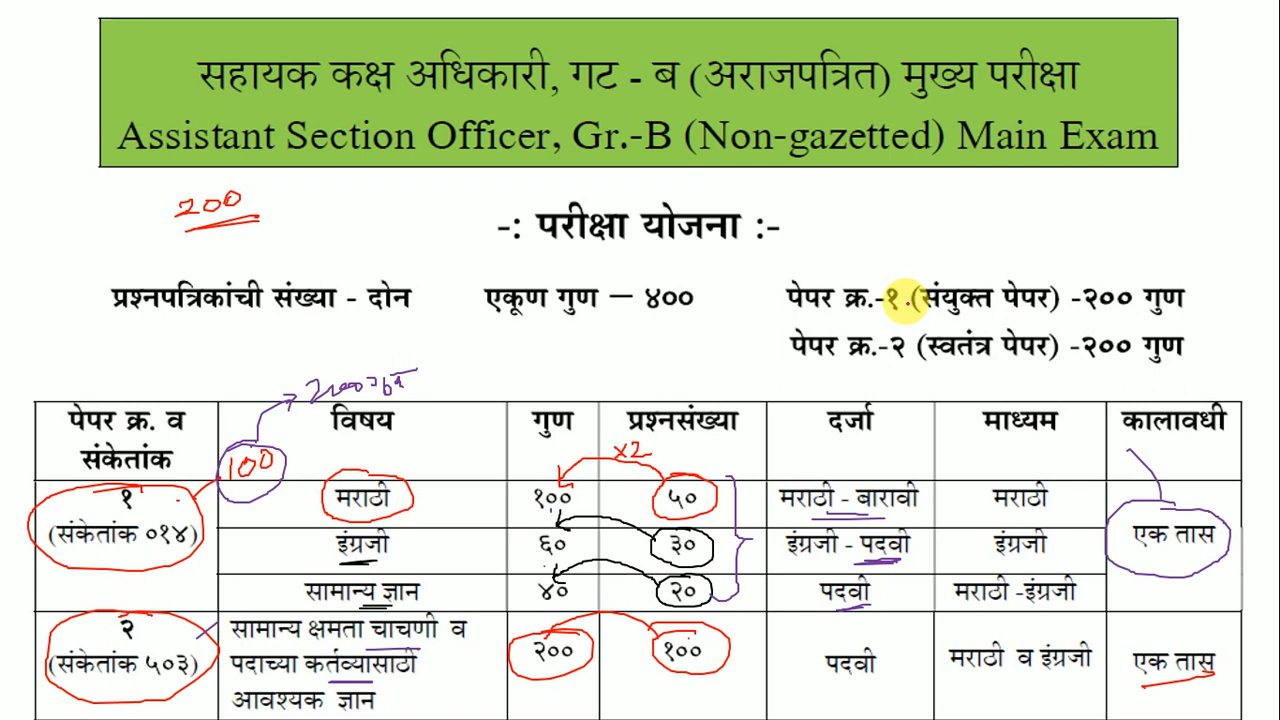 सहायक कक्ष अधिकारी, गट - ब (अराजपत्रित) मुख्य परीक्षा
Assistant Section Officer, Gr.-B (Non-gazetted) Main Exam
200
-: परीक्षा योजना :-
प्रश्नपत्रिकांची संख्या - दोन एकूण गुण – ४०० पेपर क्र.-१ (संयुक्त पेपर) -२०० गुण
पेपर क्र.-२ (स्वतंत्र पेपर) -२०० गुण
पेपर क्र. व विषय गुण प्रश्नसंख्या दर्जा माध्यम कालावधी
संकेतांक
100
×2
१ मराठी १०० ५० मराठी - बारावी मराठी एक तास
(संकेतांक ०१४) इंग्रजी ६० ३० इंग्रजी - पदवी इंग्रजी
सामान्य ज्ञान ४० २० पदवी मराठी -इंग्रजी
२ सामान्य क्षमता चाचणी व २०० १०० पदवी मराठी व इंग्रजी एक तास
(संकेतांक ५०३) पदाच्या कर्तव्यासाठी
आवश्यक ज्ञान